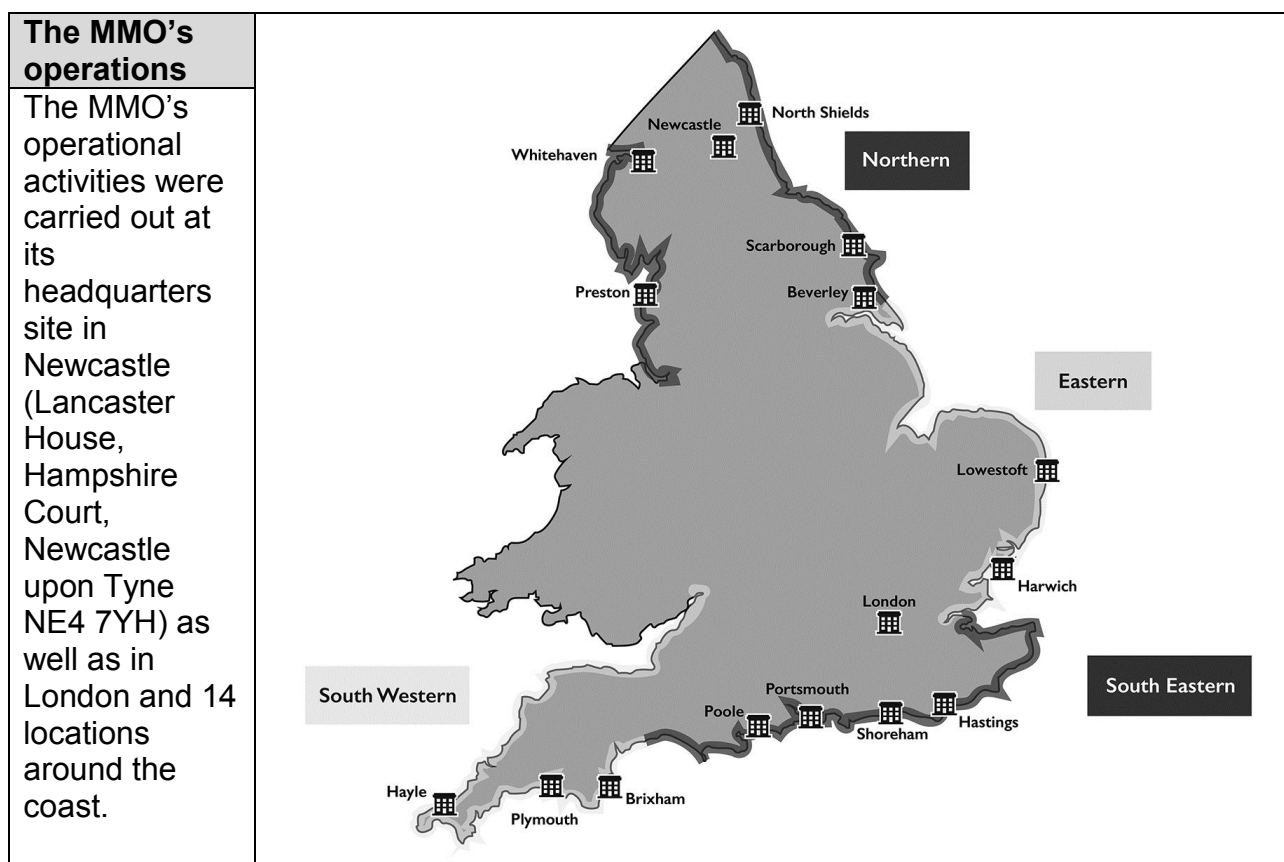 The MMO’s
operations
The MMO’s
operational
activities were
carried out at
its
headquarters
site in
Newcastle
(Lancaster
House,
Hampshire
Court,
Newcastle
upon Tyne
NE4 7YH) as
well as in
London and 14
locations
around the
coast.
North Shields
Newcastle
Whitehaven
Northern
Scarborough
Preston
Beverley
Eastern
Lowestoft
Harwich
London
South Western
South Eastern
Portsmouth
Poole
Shoreham
Hastings
Hayle
Plymouth
Brixham